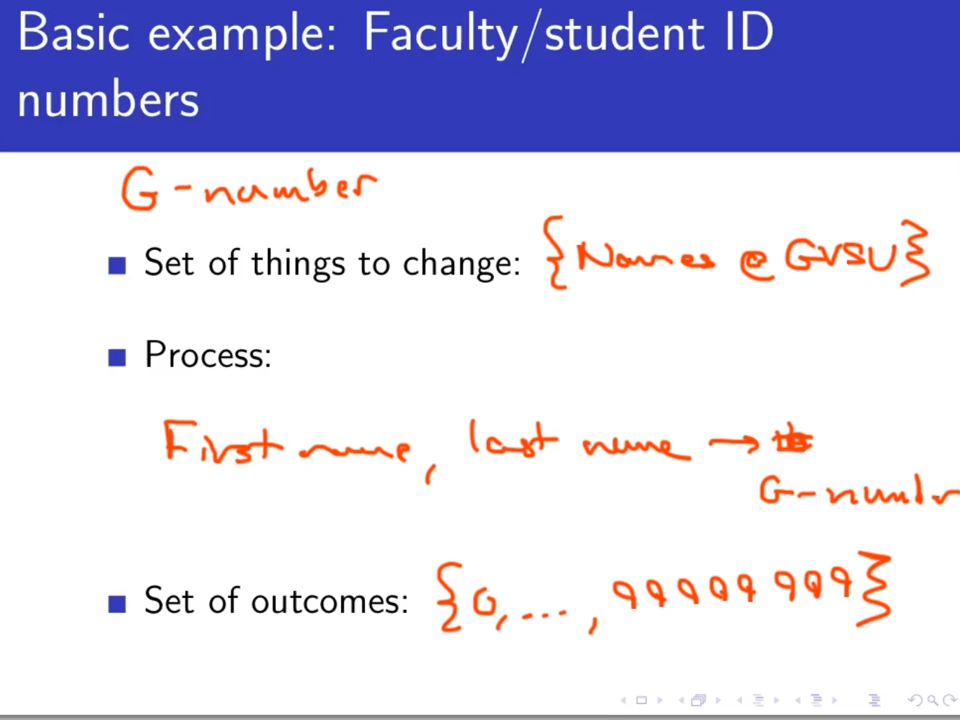 Basic example: Faculty/student ID
numbers
G-number
Set of things to change: {Names @ GVSU}
Process:
First name, last name →
G-numbr
Set of outcomes: {0, ..., 99999999}